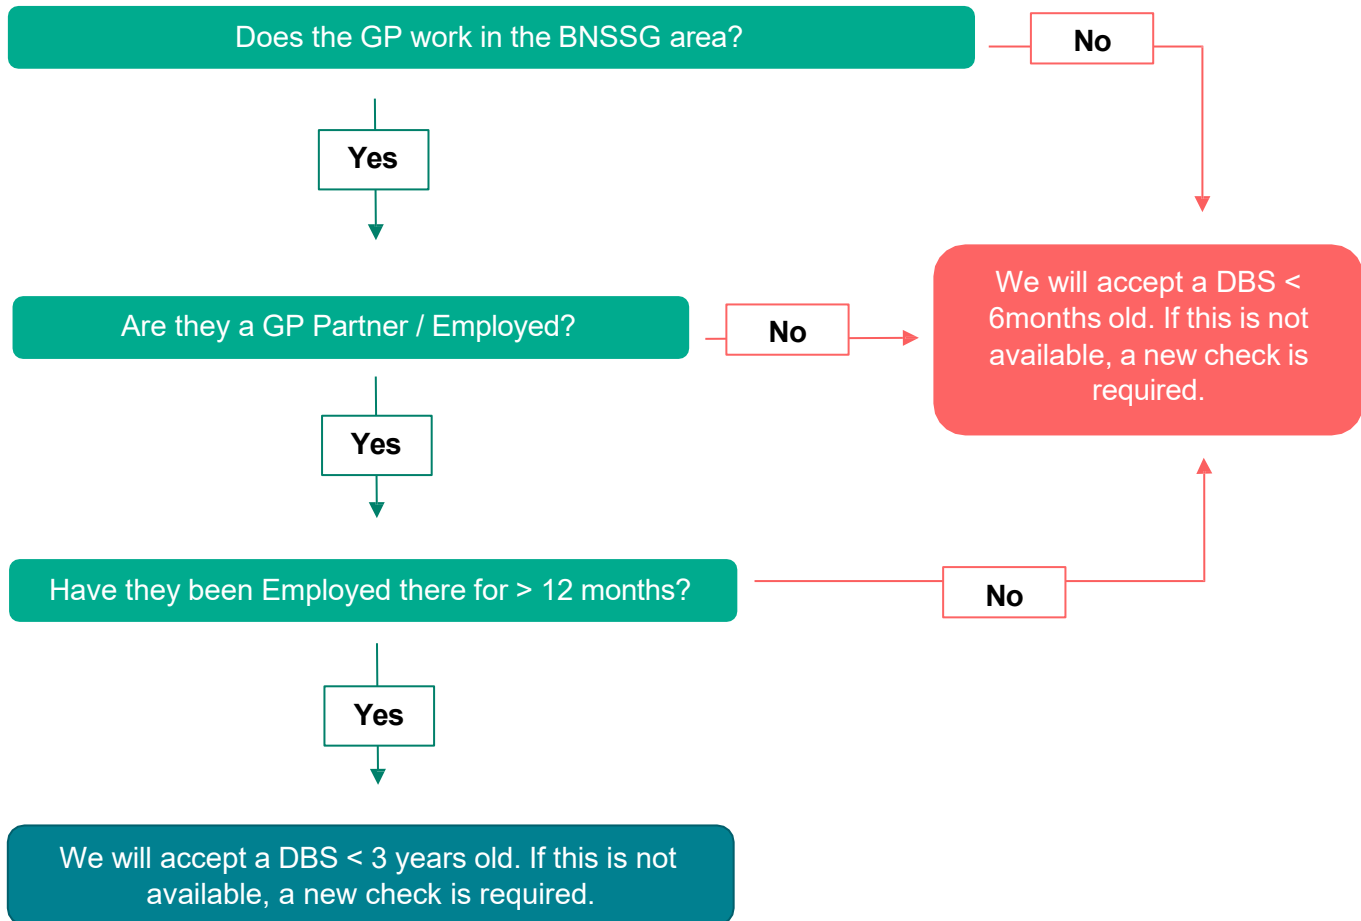 Does the GP work in the BNSSG area?
No
Yes
Are they a GP Partner / Employed?
No
We will accept a DBS <
6months old. If this is not
available, a new check is
required.
Yes
Have they been Employed there for > 12 months?
No
Yes
We will accept a DBS < 3 years old. If this is not
available, a new check is required.